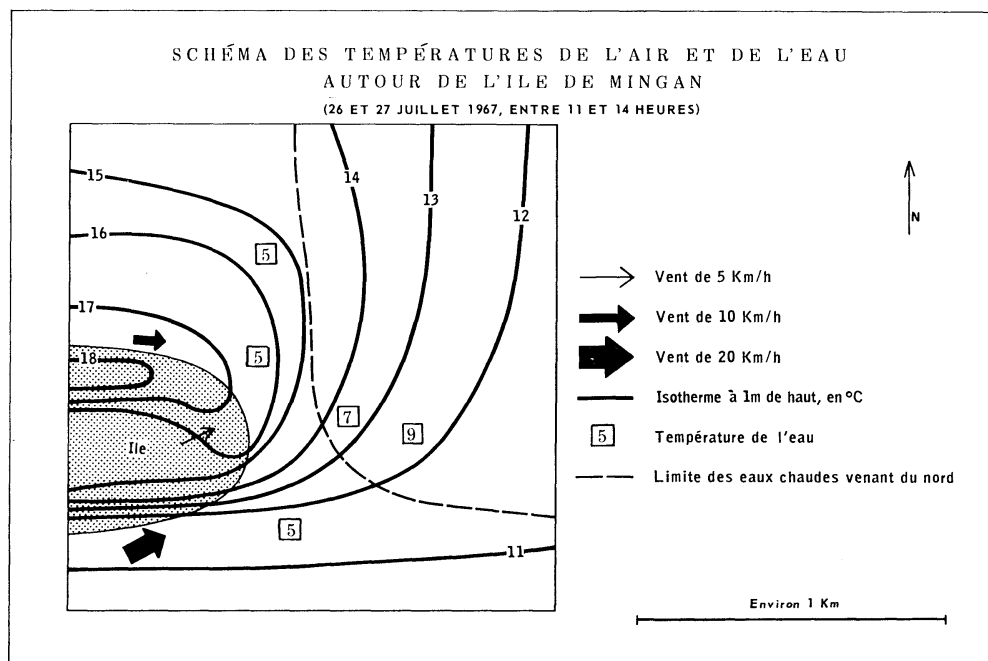 SCHÉMA DES TEMPÉRATURES DE L'AIR ET DE L'EAU
AUTOUR DE L'ILE DE MINGAN
(26 ET 27 JUILLET 1967, ENTRE 11 ET 14 HEURES)
15
14
13
12
16
5
17
18
5
Ile
7
9
5
11
N
Vent de 5 Km/h
Vent de 10 Km/h
Vent de 20 Km/h
Isotherme à 1m de haut, en °C
5 Température de l'eau
Limite des eaux chaudes venant du nord
Environ 1 Km